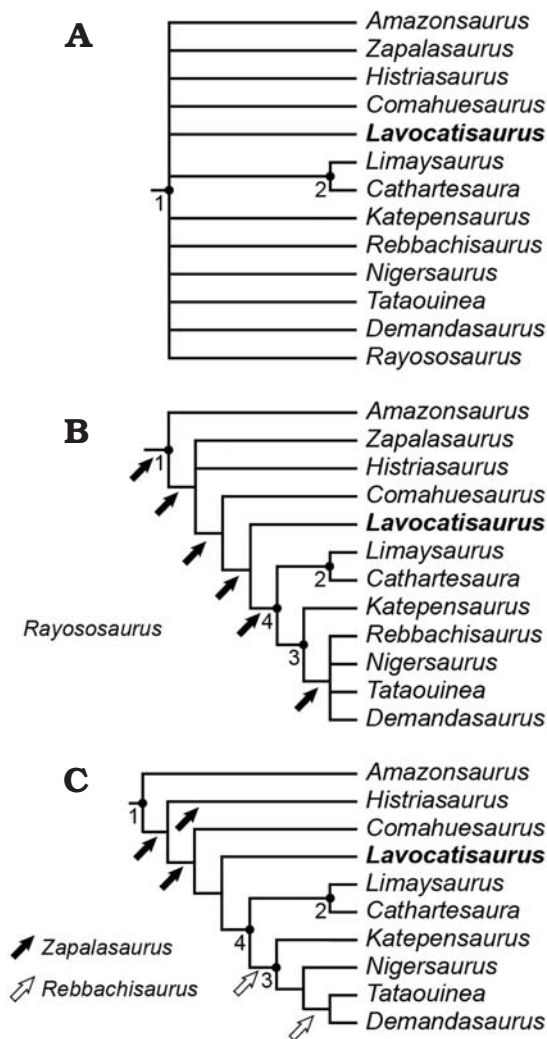 A
Amazonsaurus
Zapalasaurus
Histriasaurus
Comahuesaurus
Lavocatisaurus
Limaysaurus
2
Cathartesaura
1
Katepensaurus
Rebbachisaurus
Nigersaurus
Tataouinea
Demandasaurus
Rayososaurus
B
Amazonsaurus
1
Zapalasaurus
Histriasaurus
Comahuesaurus
Lavocatisaurus
Limaysaurus
2
Cathartesaura
4
Katepensaurus
Rayososaurus
Rebbachisaurus
3
Nigersaurus
Tataouinea
Demandasaurus
C
Amazonsaurus
1
Histriasaurus
Comahuesaurus
Lavocatisaurus
Limaysaurus
2
Cathartesaura
4
Katepensaurus
Zapalasaurus
3
Nigersaurus
Rebbachisaurus
Tataouinea
Demandasaurus